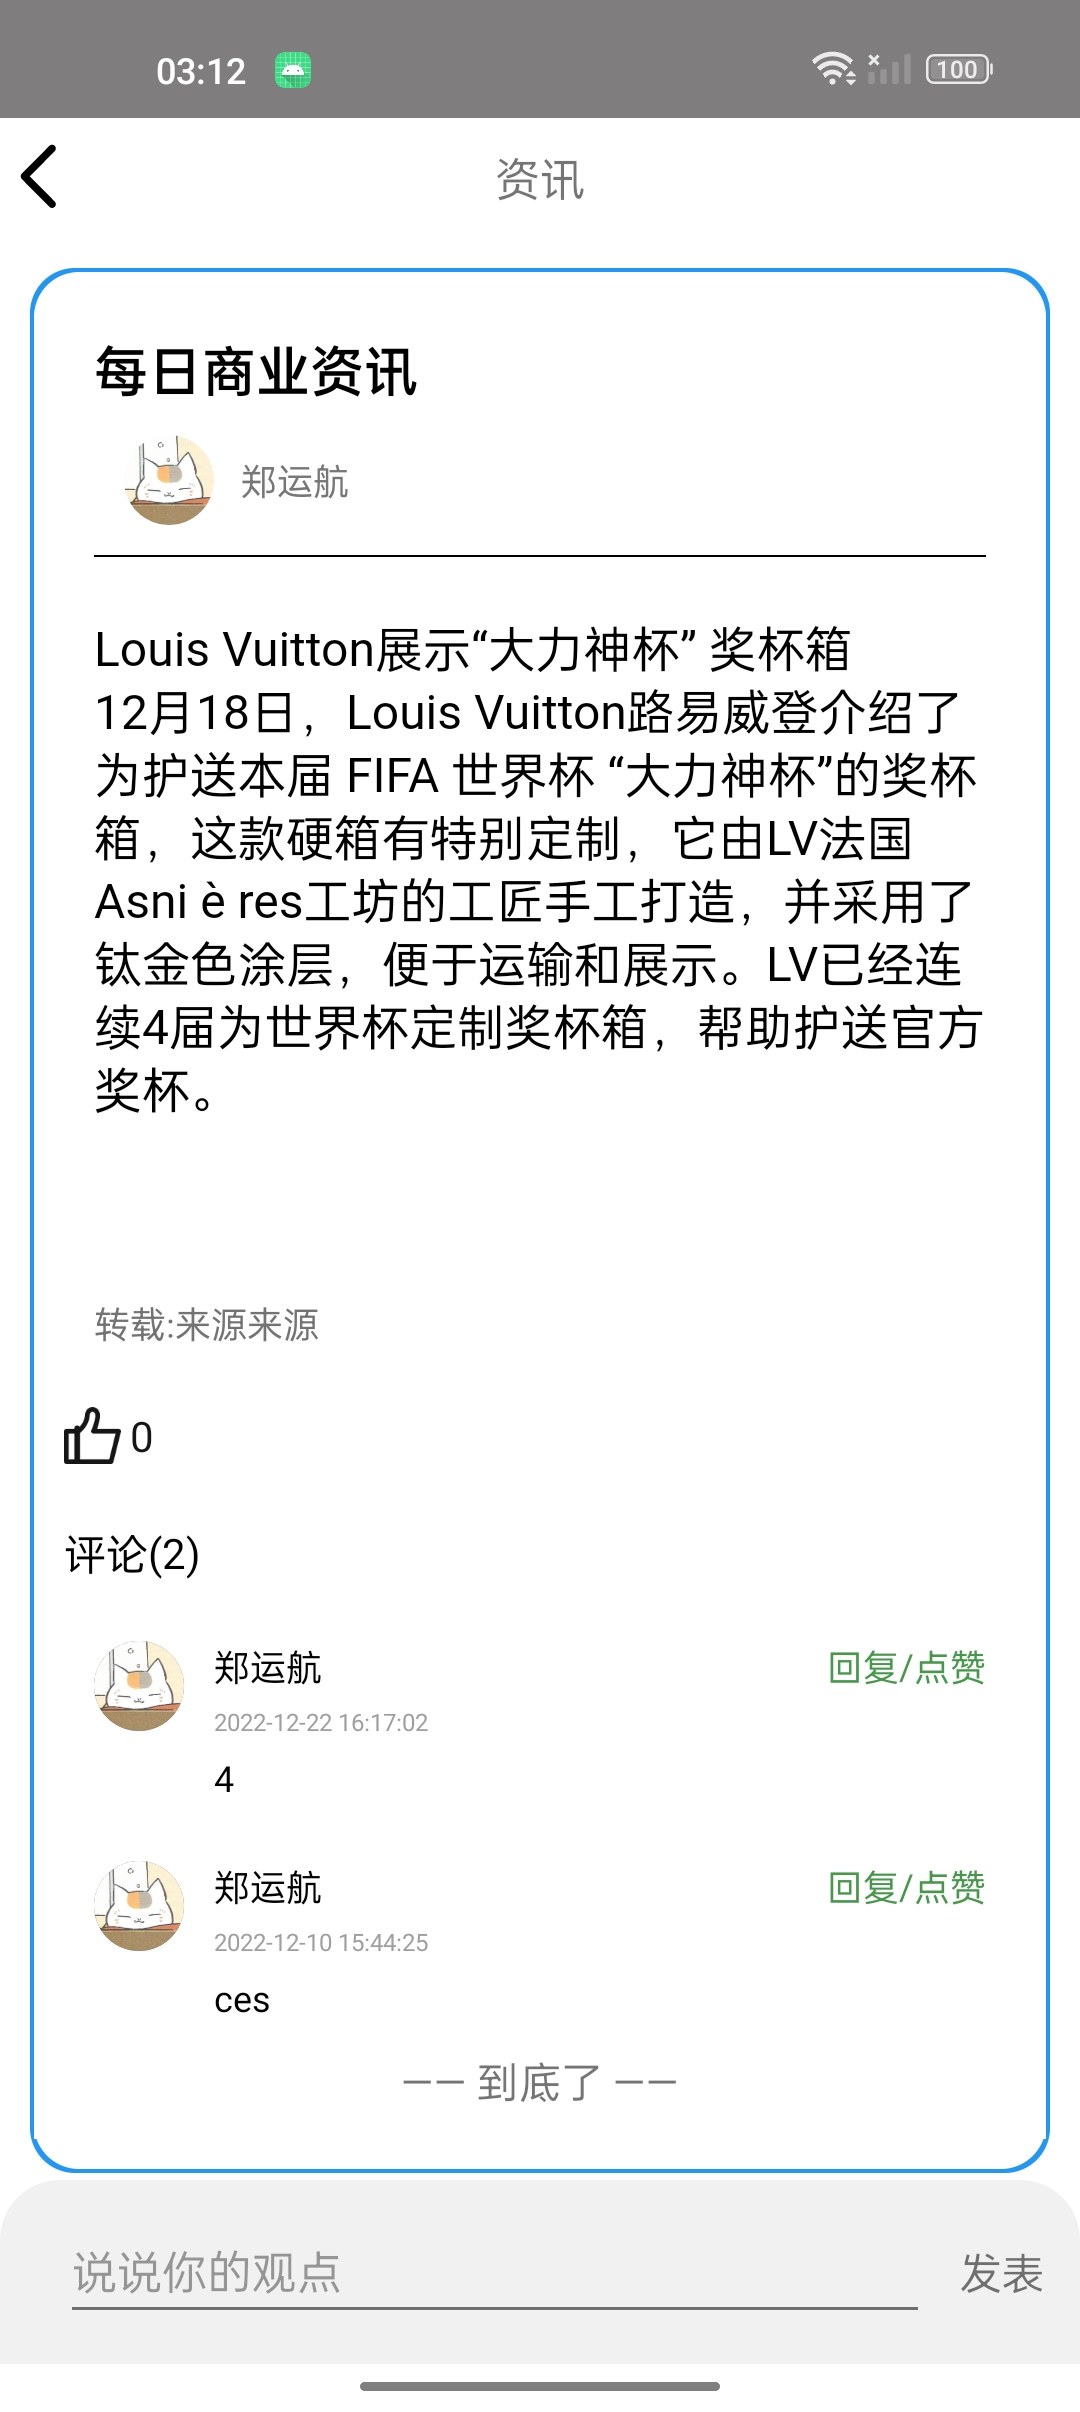 03:12
100
资讯
每日商业资讯
郑运航
Louis Vuitton展示“大力神杯” 奖杯箱
12月18日，Louis Vuitton路易威登介绍了
为护送本届 FIFA 世界杯 “大力神杯”的奖杯
箱，这款硬箱有特别定制，它由LV法国
Asni è res工坊的工匠手工打造，并采用了
钛金色涂层，便于运输和展示。LV已经连
续4届为世界杯定制奖杯箱，帮助护送官方
奖杯。
转载:来源来源
0
评论(2)
郑运航
回复/点赞
2022-12-22 16:17:02
4
郑运航
回复/点赞
2022-12-10 15:44:25
ces
—— 到底了 ——
说说你的观点
发表